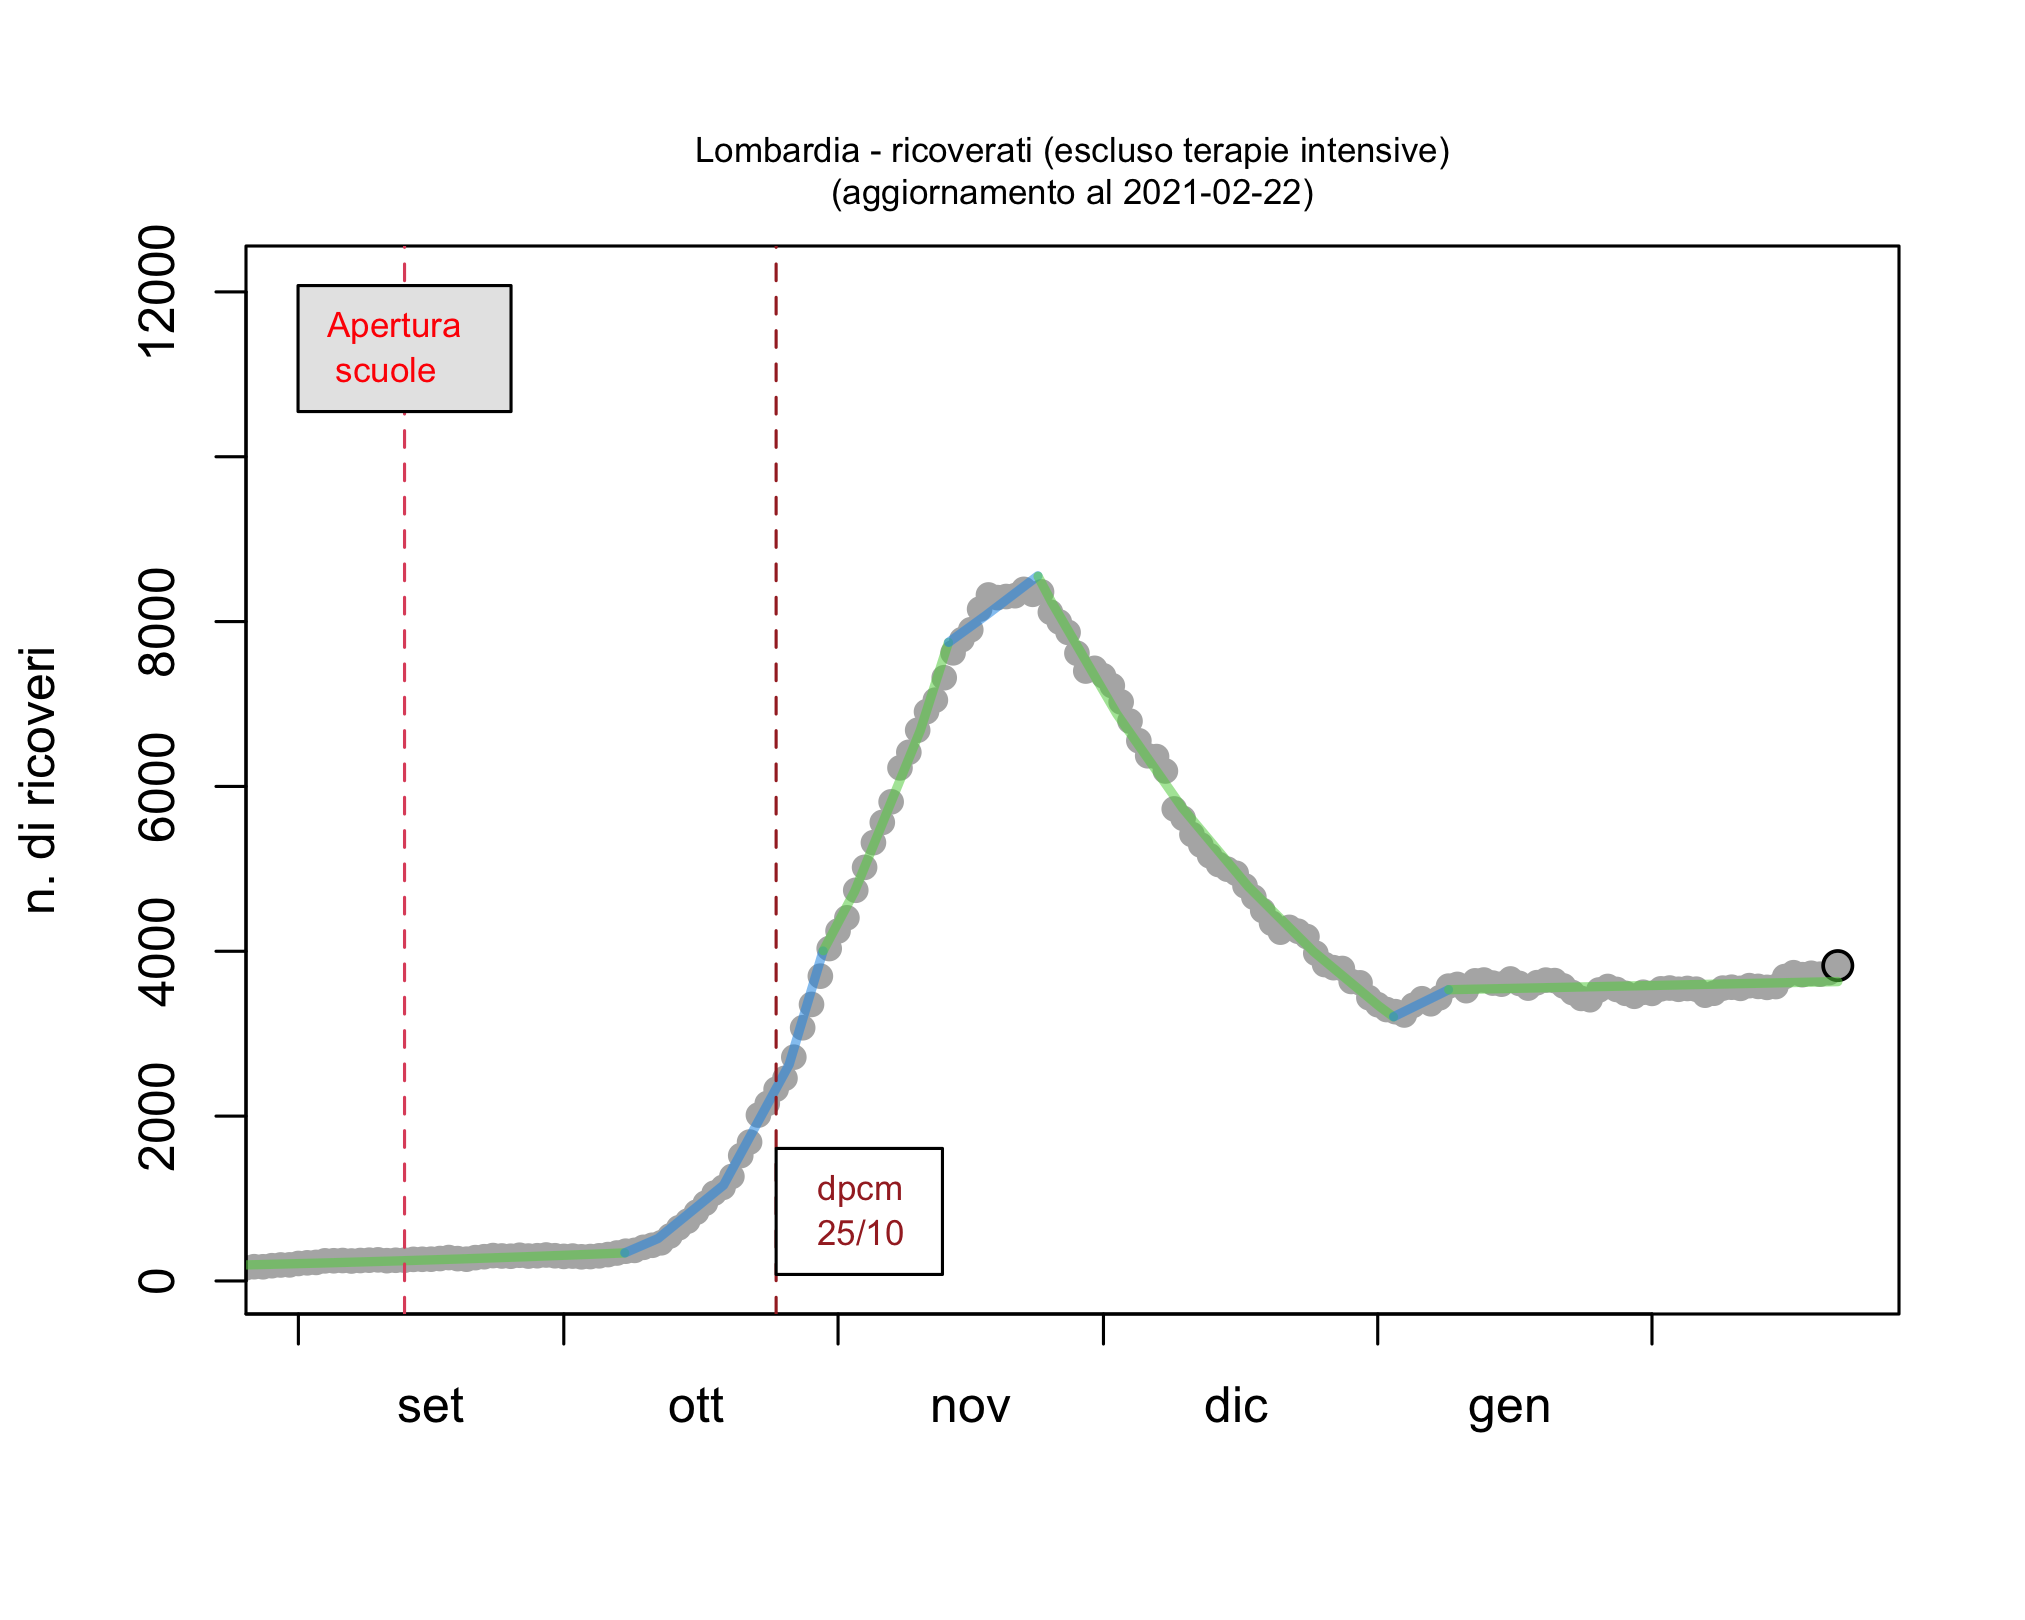 Lombardia - ricoverati (escluso terapie intensive)
(aggiornamento al 2021-02-22)
12000
8000
6000
4000
2000
0
n. di ricoveri
Apertura
scuole
dpcm
25/10
set
ott
nov
dic
gen